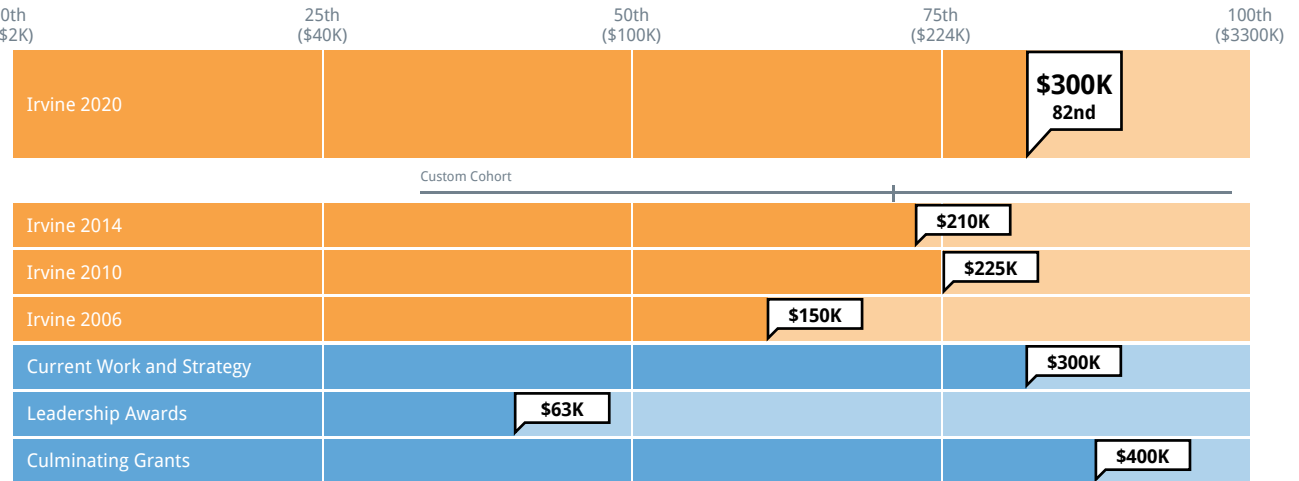 0th 25th 50th 75th 100th
$2K) ($40K) ($100K) ($224K) ($3300K)
Irvine 2020
$300K
82nd
Custom Cohort
Irvine 2014 $210K
Irvine 2010 $225K
Irvine 2006 $150K
Current Work and Strategy $300K
Leadership Awards $63K
Culminating Grants $400K